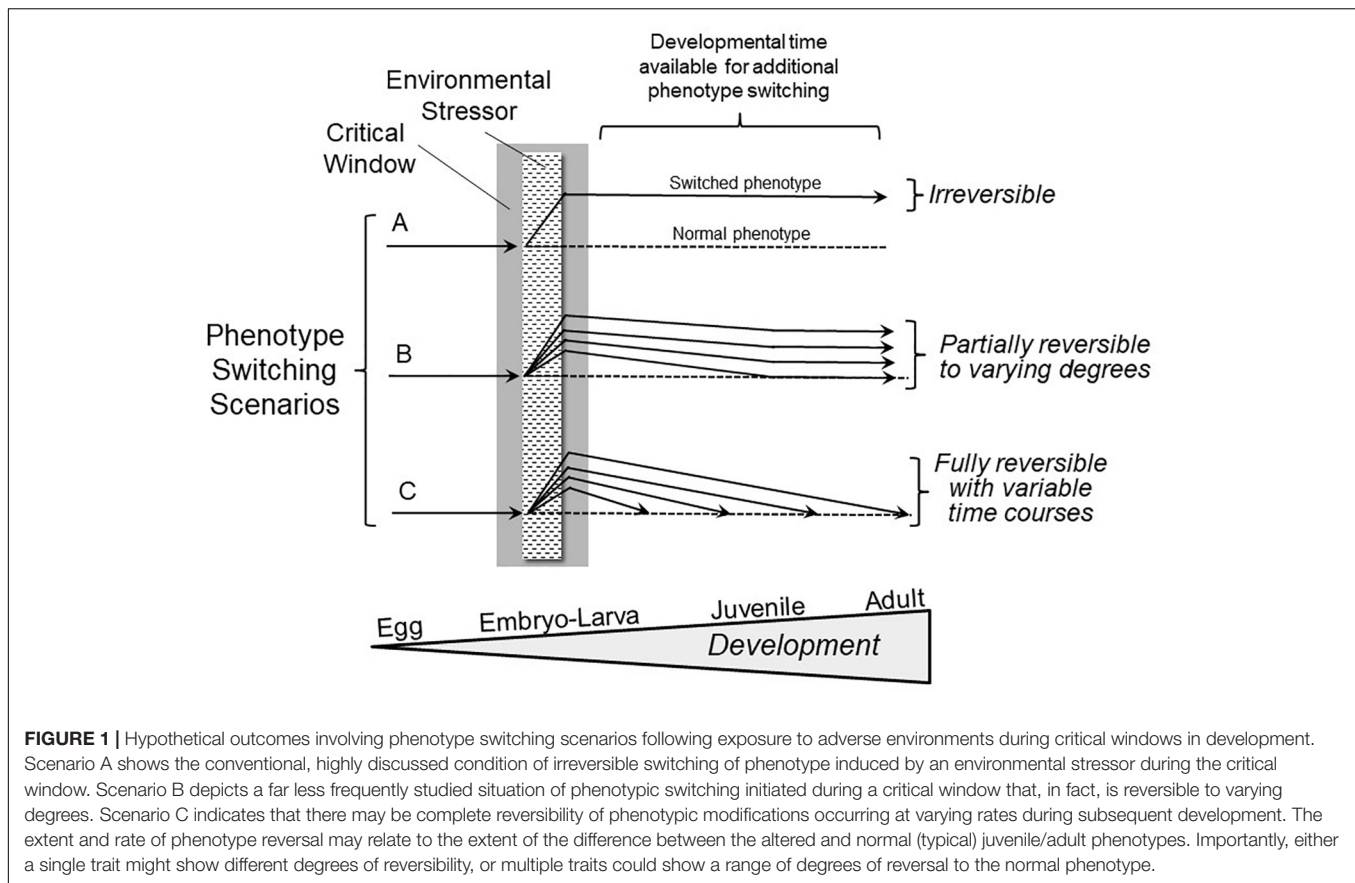 Developmental time
available for additional
phenotype switching
Environmental
Stressor
Critical
Window
Switched phenotype
Irreversible
A
Normal phenotype
Phenotype
Switching
Scenarios
B
Partially reversible
to varying degrees
C
Fully reversible
with variable
time courses
Egg
Embryo-Larva
Juvenile
Adult
Development
FIGURE 1 | Hypothetical outcomes involving phenotype switching scenarios following exposure to adverse environments during critical windows in development.
Scenario A shows the conventional, highly discussed condition of irreversible switching of phenotype induced by an environmental stressor during the critical
window. Scenario B depicts a far less frequently studied situation of phenotypic switching initiated during a critical window that, in fact, is reversible to varying
degrees. Scenario C indicates that there may be complete reversibility of phenotypic modifications occurring at varying rates during subsequent development. The
extent and rate of phenotype reversal may relate to the extent of the difference between the altered and normal (typical) juvenile/adult phenotypes. Importantly, either
a single trait might show different degrees of reversibility, or multiple traits could show a range of degrees of reversal to the normal phenotype.